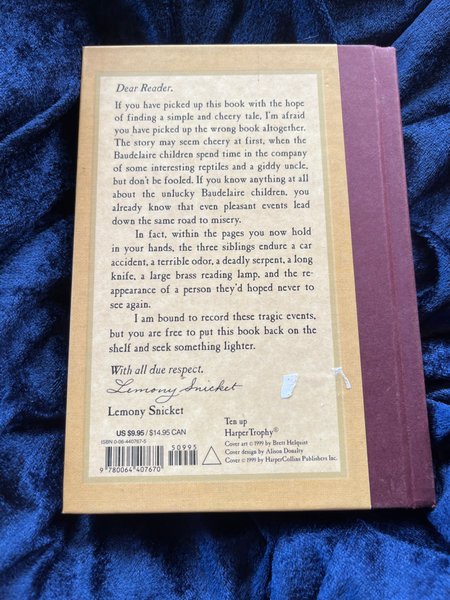 Dear Reader,
If you have picked up this book with the hope
of finding a simple and cheery tale, I'm afraid
you have picked up the wrong book altogether.
The story may seem cheery at first, when the
Baudelaire children spend time in the company
of some interesting reptiles and a giddy uncle,
but don't be fooled. If you know anything at all
about the unlucky Baudelaire children, you
already know that even pleasant events lead
down the same road to misery.
In fact, within the pages you now hold
in your hands, the three siblings endure a car
accident, a terrible odor, a deadly serpent, a long
knife, a large brass reading lamp, and the re-
appearance of a person they'd hoped never to
see again.
I am bound to record these tragic events,
but you are free to put this book back on the
shelf and seek something lighter.
With all due respect,
Lemony Snicket
Lemony Snicket
US $9.95 / $14.95 CAN
ISBN 0-06-440767-5
50995
9 780064 407670
Ten up
HarperTrophy®
Cover art © 1999 by Brett Helquist
Cover design by Alison Donalty
Cover © 1999 by HarperCollins Publishers Inc.